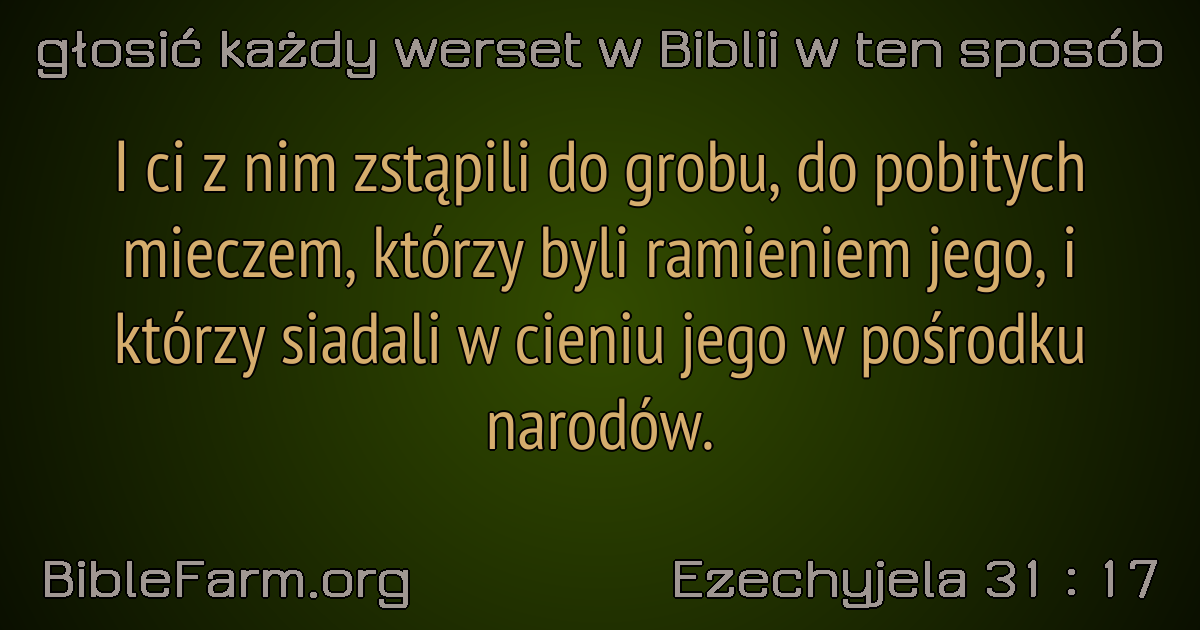 głosić każdy werset w Biblii w ten sposób
I ci z nim zstąpili do grobu, do pobitych
mieczem, którzy byli ramieniem jego, i
którzy siadali w cieniu jego w pośrodku
narodów.
BibleFarm.org
Ezechyjela 31 : 17